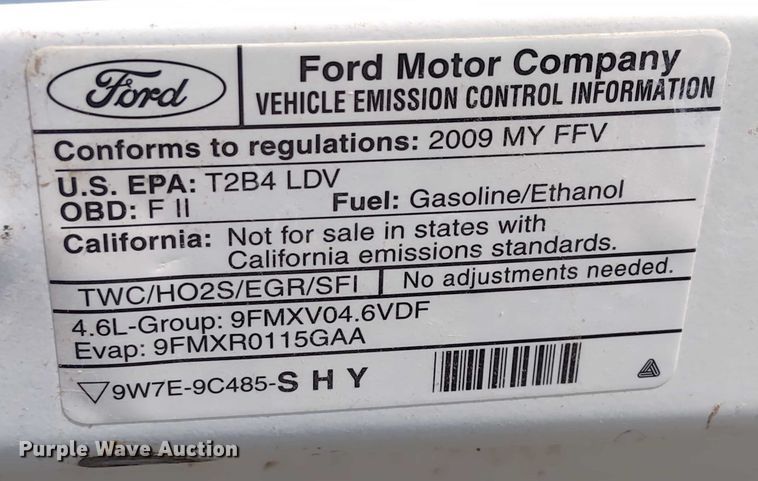 Ford
Ford Motor Company
VEHICLE EMISSION CONTROL INFORMATION
Conforms to regulations: 2009 MY FFV
U.S. EPA: T2B4 LDV
OBD: F II
Fuel: Gasoline/Ethanol
California: Not for sale in states with
California emissions standards.
TWC/HO2S/EGR/SFI
No adjustments needed.
4.6L-Group: 9FMXV04.6VDF
Evap: 9FMXR0115GAA
9W7E-9C485-S H Y
Purple Wave Auction